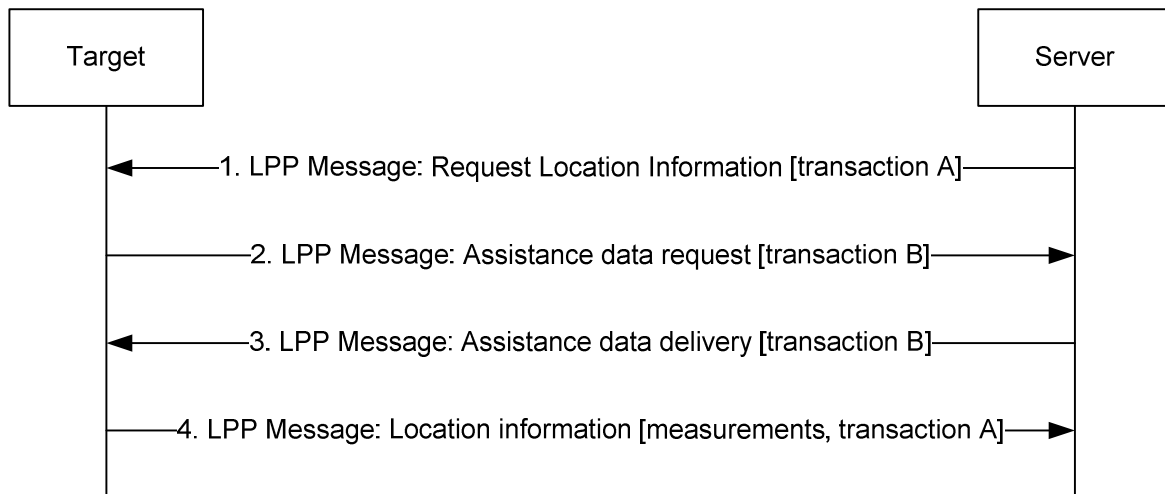 Target
Server
1. LPP Message: Request Location Information [transaction A]
2. LPP Message: Assistance data request [transaction B]
3. LPP Message: Assistance data delivery [transaction B]
4. LPP Message: Location information [measurements, transaction A]